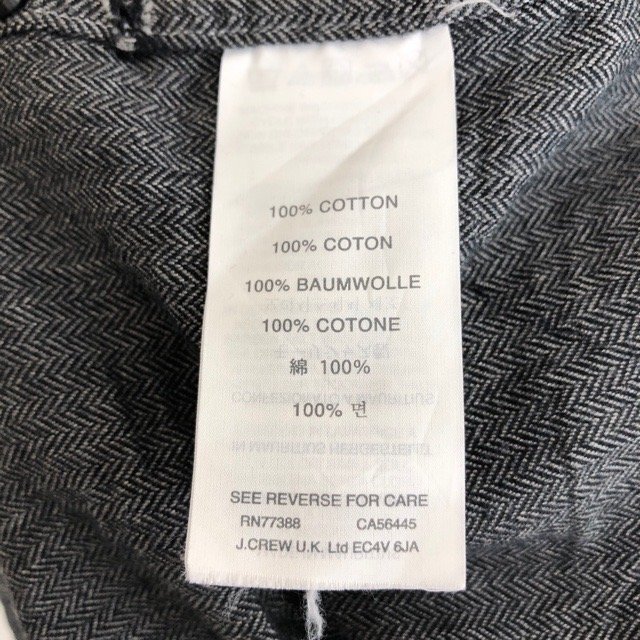 100% COTTON
100% COTON
100% BAUMWOLLE
100% COTONE
綿 100%
100% 면
SEE REVERSE FOR CARE
RN77388 CA56445
J.CREW U.K. Ltd EC4V 6JA